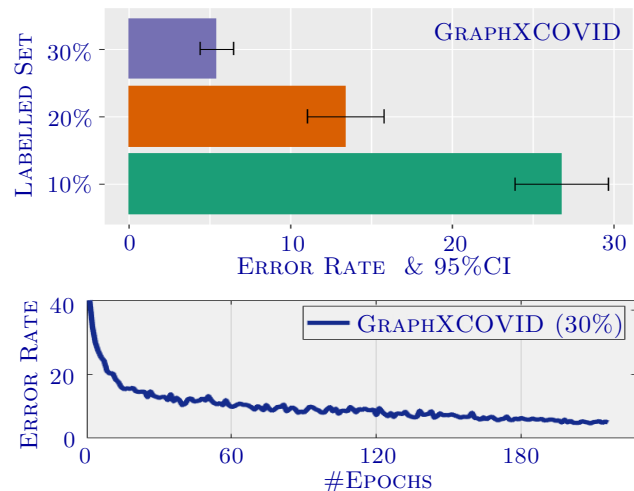 GRAPHXCOVID
LABELLED SET
30%
20%
10%
0 10 20 30
ERROR RATE & 95%CI
ERROR RATE
40
20
0
GRAPHXCOVID (30%)
0 60 120 180
#EPOCHS